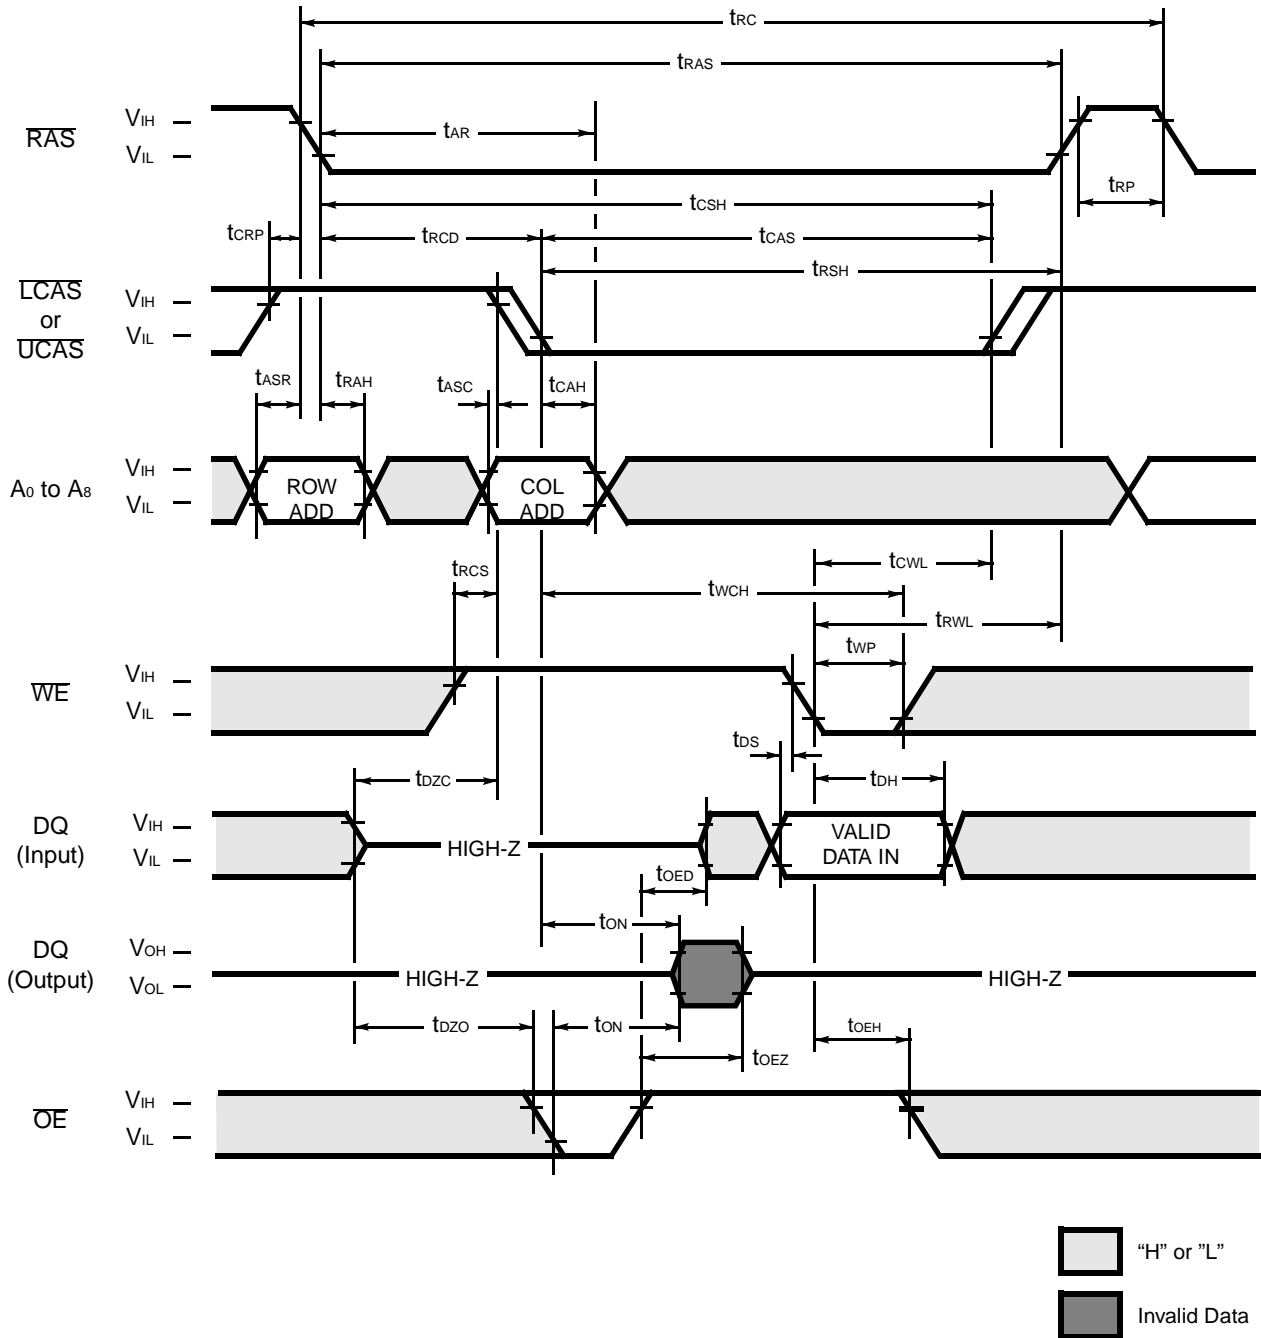 tRC
tRAS
RAS
VIH
VIL
tAR
tRP
tCSH
tCRP
tRCD
tCAS
tRSH
LCAS
or
UCAS
VIH
VIL
tASR
tRAH
tASC
tCAH
A0 to A8
VIH
VIL
ROW
ADD
COL
ADD
tCWL
tRCS
tWCH
tRWL
tWP
WE
VIH
VIL
tDS
tDZC
tDH
DQ
(Input)
VIH
VIL
HIGH-Z
VALID
DATA IN
tOED
tON
DQ
(Output)
VOH
VOL
HIGH-Z
HIGH-Z
tDZO
tON
tOEH
tOEZ
OE
VIH
VIL
“H” or ”L”
Invalid Data